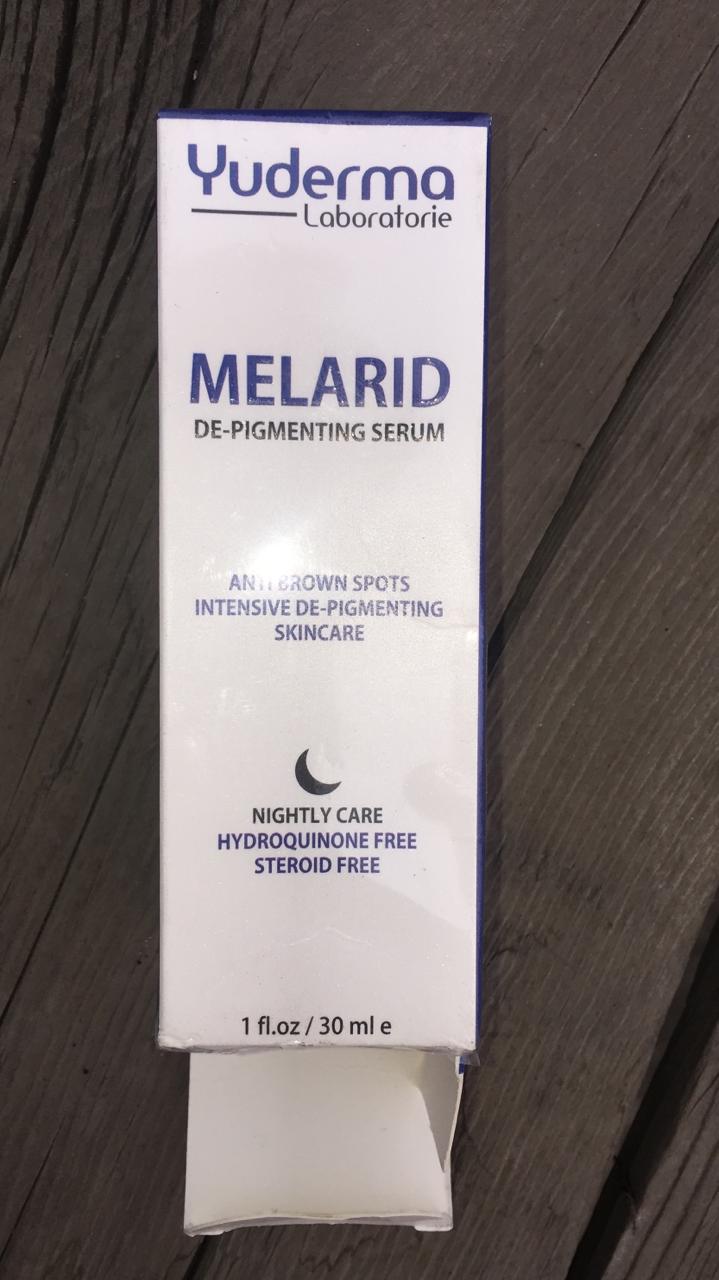 Yuderma
Laboratorie
MELARID
DE-PIGMENTING SERUM
ANTI BROWN SPOTS
INTENSIVE DE-PIGMENTING
SKINCARE
NIGHTLY CARE
HYDROQUINONE FREE
STEROID FREE
1 fl.oz / 30 ml e